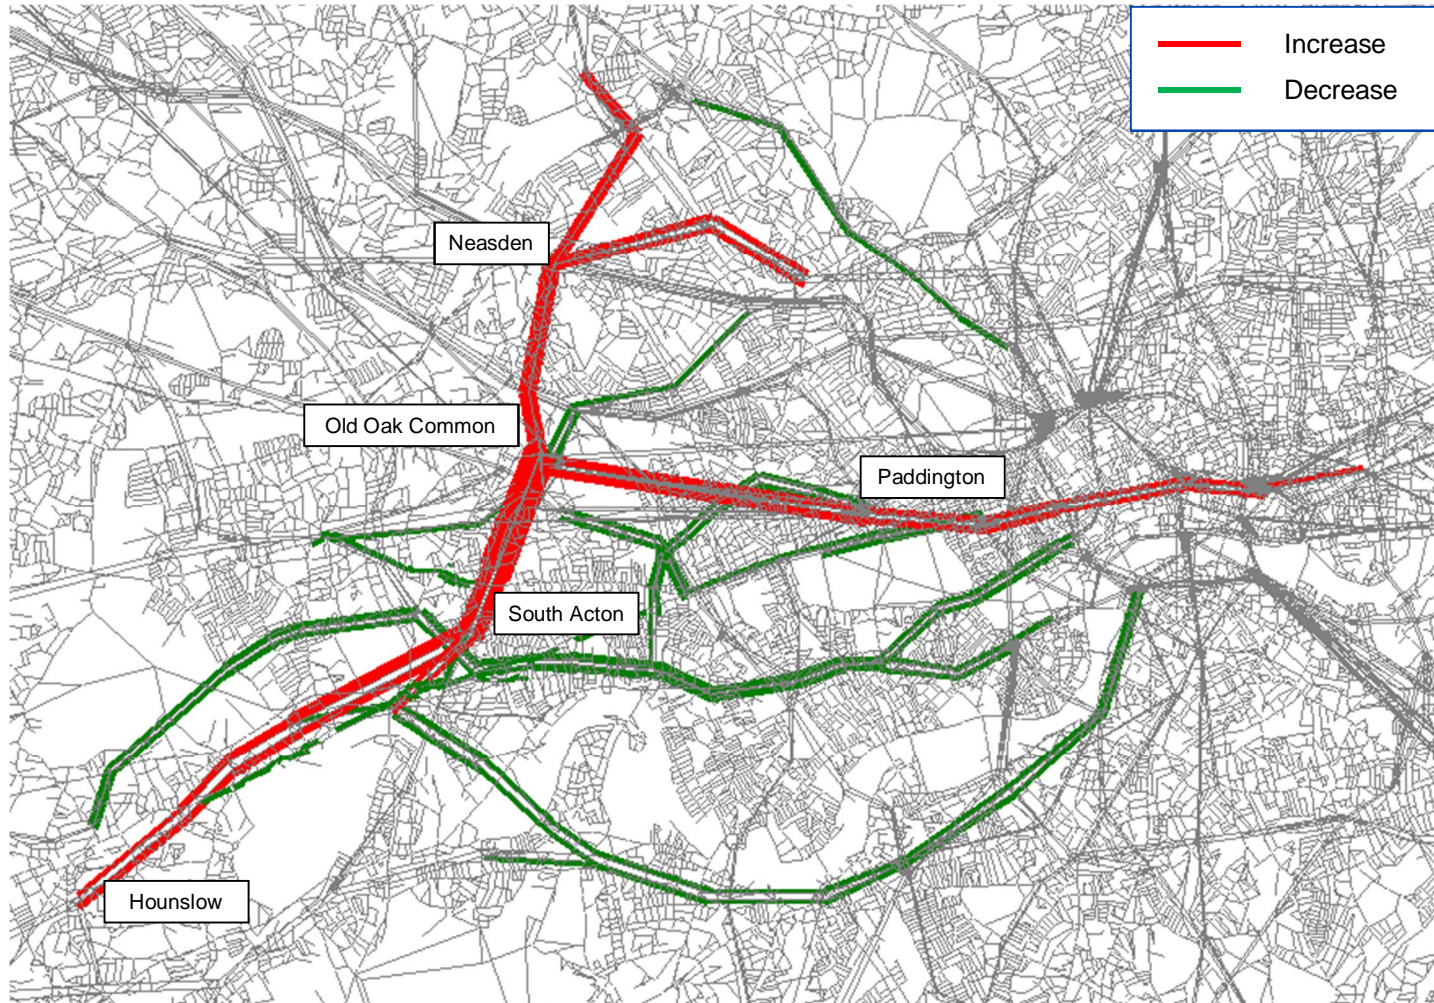 Increase
Decrease
Neasden
Old Oak Common
Paddington
South Acton
Hounslow